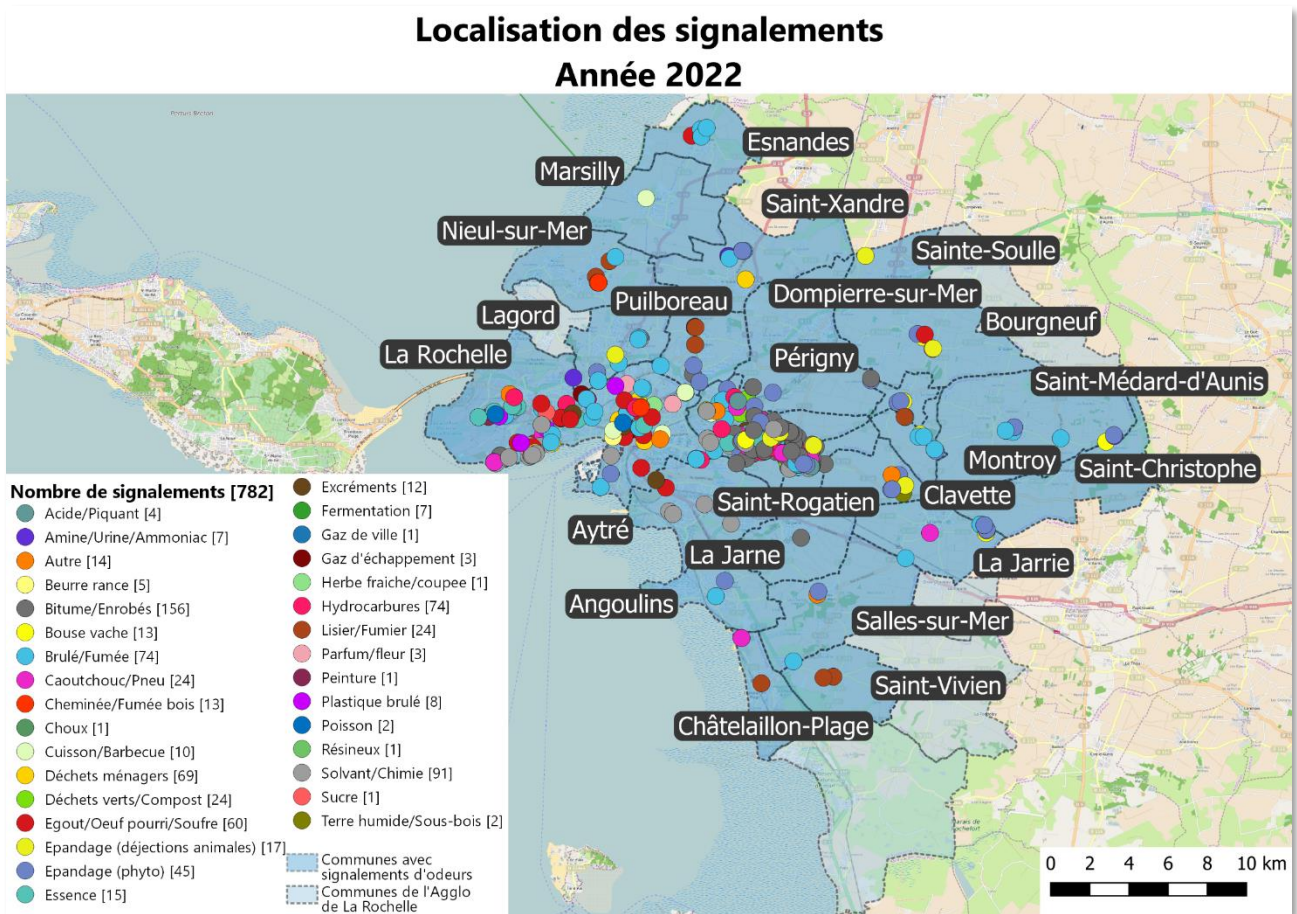 Localisation des signalements
Année 2022
Pertuis Breton
Esnandes
Marsilly
Saint-Xandre
Nieul-sur-Mer
Sainte-Soulle
Dompierre-sur-Mer
Puilboreau
Lagord
Bourgneuf
La Rochelle
Périgny
Saint-Médard-d'Aunis
Montroy
Saint-Christophe
Saint-Rogatien
Clavette
Aytré
La Jarne
La Jarrie
Angoulins
Salles-sur-Mer
Saint-Vivien
Châtelaillon-Plage
Nombre de signalements [782]
Acide/Piquant [4]
Amine/Urine/Ammoniac [7]
Autre [14]
Beurre rance [5]
Bitume/Enrobés [156]
Bouse vache [13]
Brulé/Fumée [74]
Caoutchouc/Pneu [24]
Cheminée/Fumée bois [13]
Choux [1]
Cuisson/Barbecue [10]
Déchets ménagers [69]
Déchets verts/Compost [24]
Egout/Oeuf pourri/Soufre [60]
Epandage (déjections animales) [17]
Epandage (phyto) [45]
Essence [15]
Excréments [12]
Fermentation [7]
Gaz de ville [1]
Gaz d'échappement [3]
Herbe fraiche/coupee [1]
Hydrocarbures [74]
Lisier/Fumier [24]
Parfum/fleur [3]
Peinture [1]
Plastique brulé [8]
Poisson [2]
Résineux [1]
Solvant/Chimie [91]
Sucre [1]
Terre humide/Sous-bois [2]
Communes avec
signalements d'odeurs
Communes de l'Agglo
de La Rochelle
0 2 4 6 8 10 km